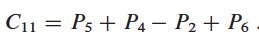 C₁₁ = P₅ + P₄ − P₂ + P₆ .